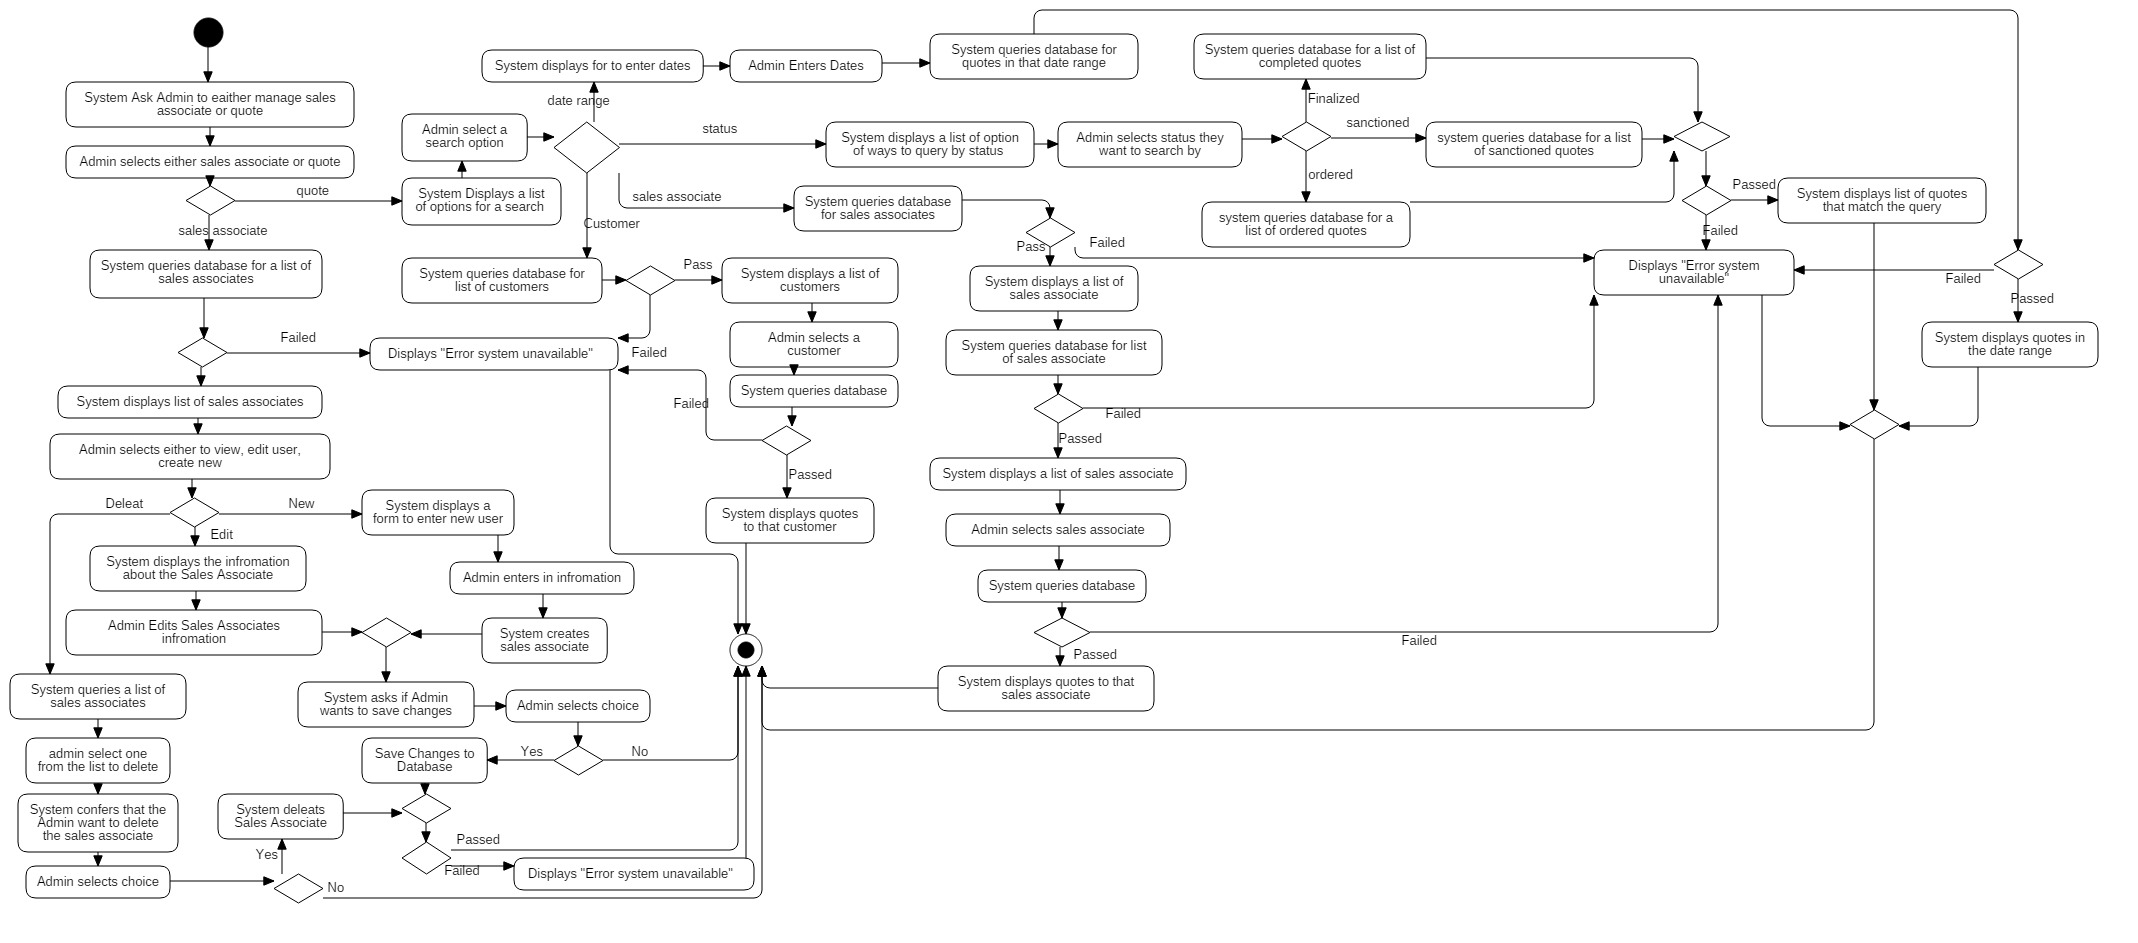 System Ask Admin to eaither manage sales
associate or quote
Admin selects either sales associate or quote
quote
sales associate
System queries database for a list of
sales associates
Failed
Displays "Error system unavailable"
System displays list of sales associates
Admin selects either to view, edit user,
create new
Deleat
New
Edit
System displays the infromation
about the Sales Associate
Admin Edits Sales Associates
infromation
System displays a
form to enter new user
Admin enters in infromation
System creates
sales associate
System queries a list of
sales associates
admin select one
from the list to delete
System confers that the
Admin want to delete
the sales associate
Admin selects choice
Yes
No
System deleats
Sales Associate
System asks if Admin
wants to save changes
Admin selects choice
Yes
No
Save Changes to
Database
Passed
Failed
Displays "Error system unavailable"
System Displays a list
of options for a search
Admin select a
search option
date range
status
sales associate
Customer
System displays for to enter dates
Admin Enters Dates
System queries database for
quotes in that date range
System displays a list of option
of ways to query by status
Admin selects status they
want to search by
Finalized
sanctioned
ordered
System queries database for a list of
completed quotes
system queries database for a list
of sanctioned quotes
system queries database for a
list of ordered quotes
Passed
Failed
System displays list of quotes
that match the query
Displays "Error system
unavailable"
Failed
Passed
System displays quotes in
the date range
System queries database
for sales associates
Pass
Failed
System displays a list of
sales associate
System queries database for list
of sales associate
Failed
Passed
System displays a list of sales associate
Admin selects sales associate
System queries database
Failed
Passed
System displays quotes to that
sales associate
System queries database for
list of customers
Pass
Failed
System displays a list of
customers
Admin selects a
customer
System queries database
Failed
Passed
System displays quotes
to that customer